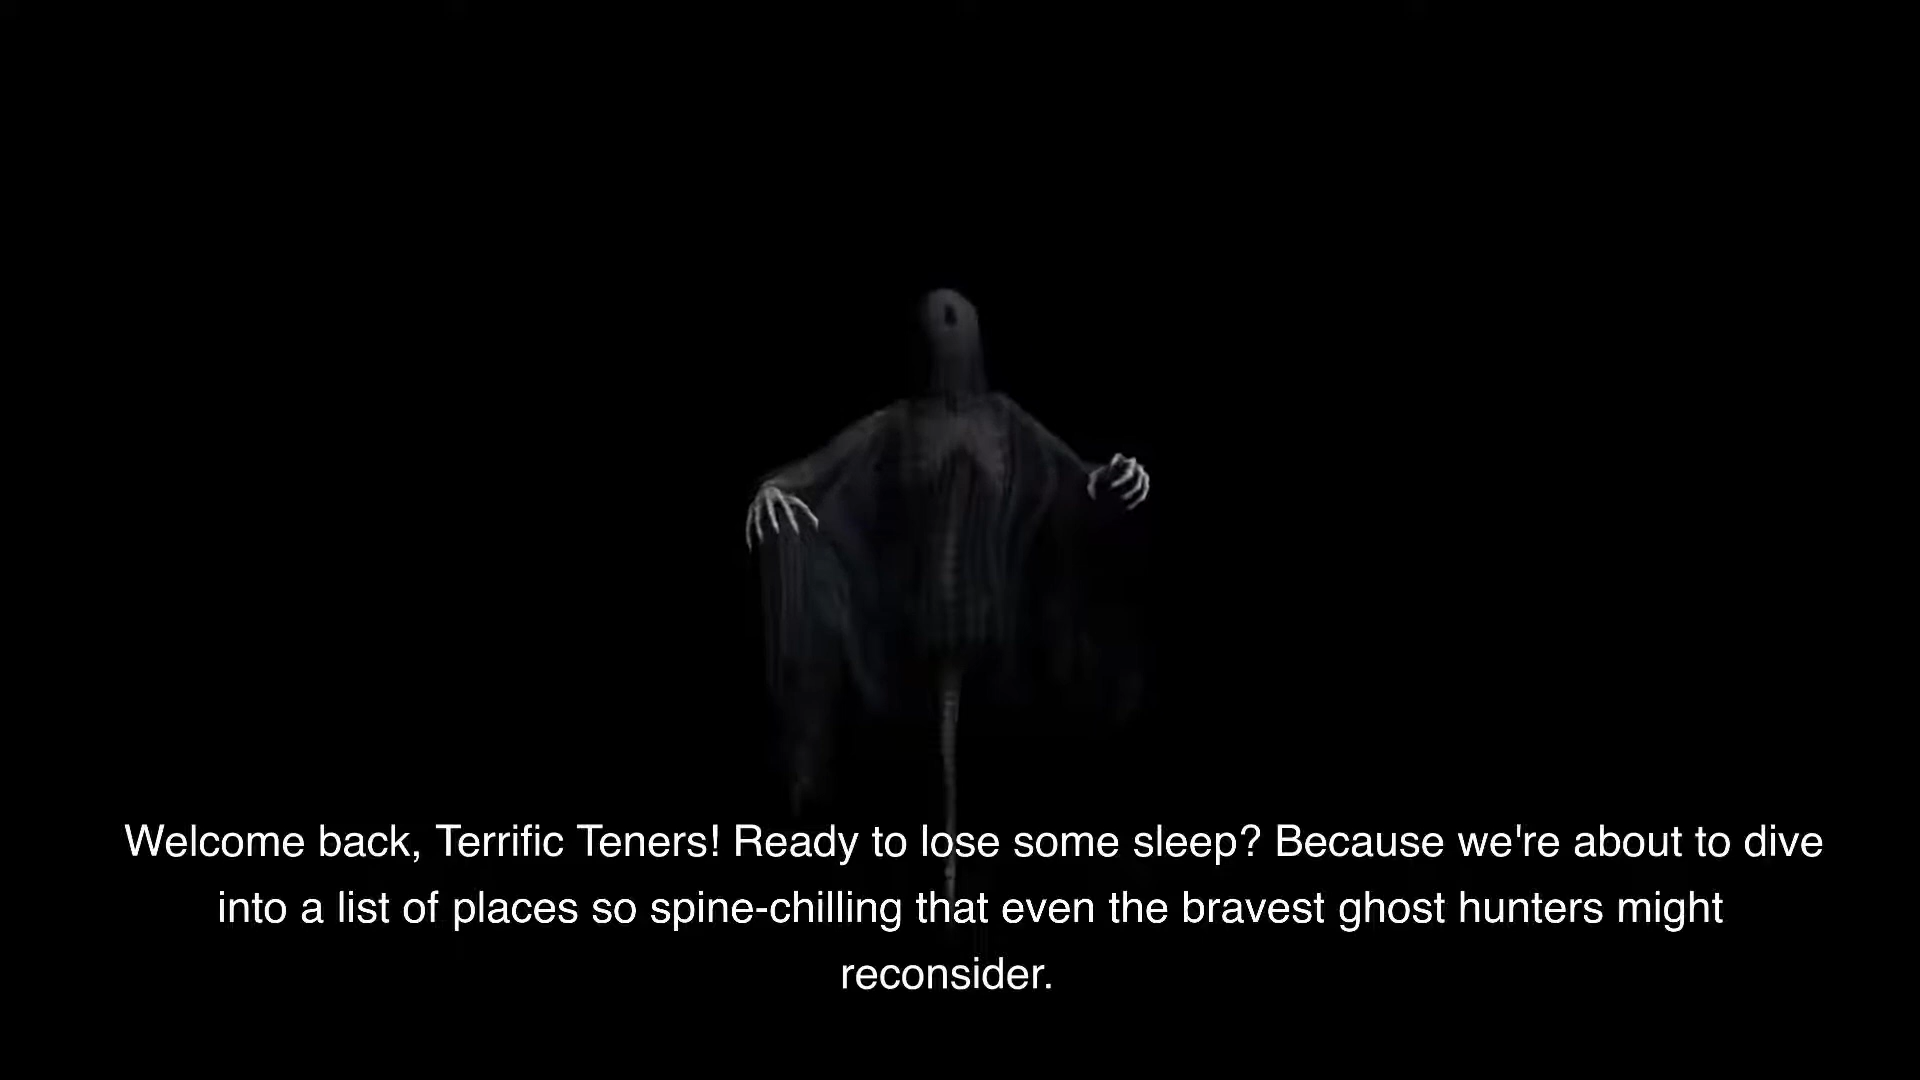 Welcome back, Terrific Teners! Ready to lose some sleep? Because we're about to dive
into a list of places so spine-chilling that even the bravest ghost hunters might
reconsider.